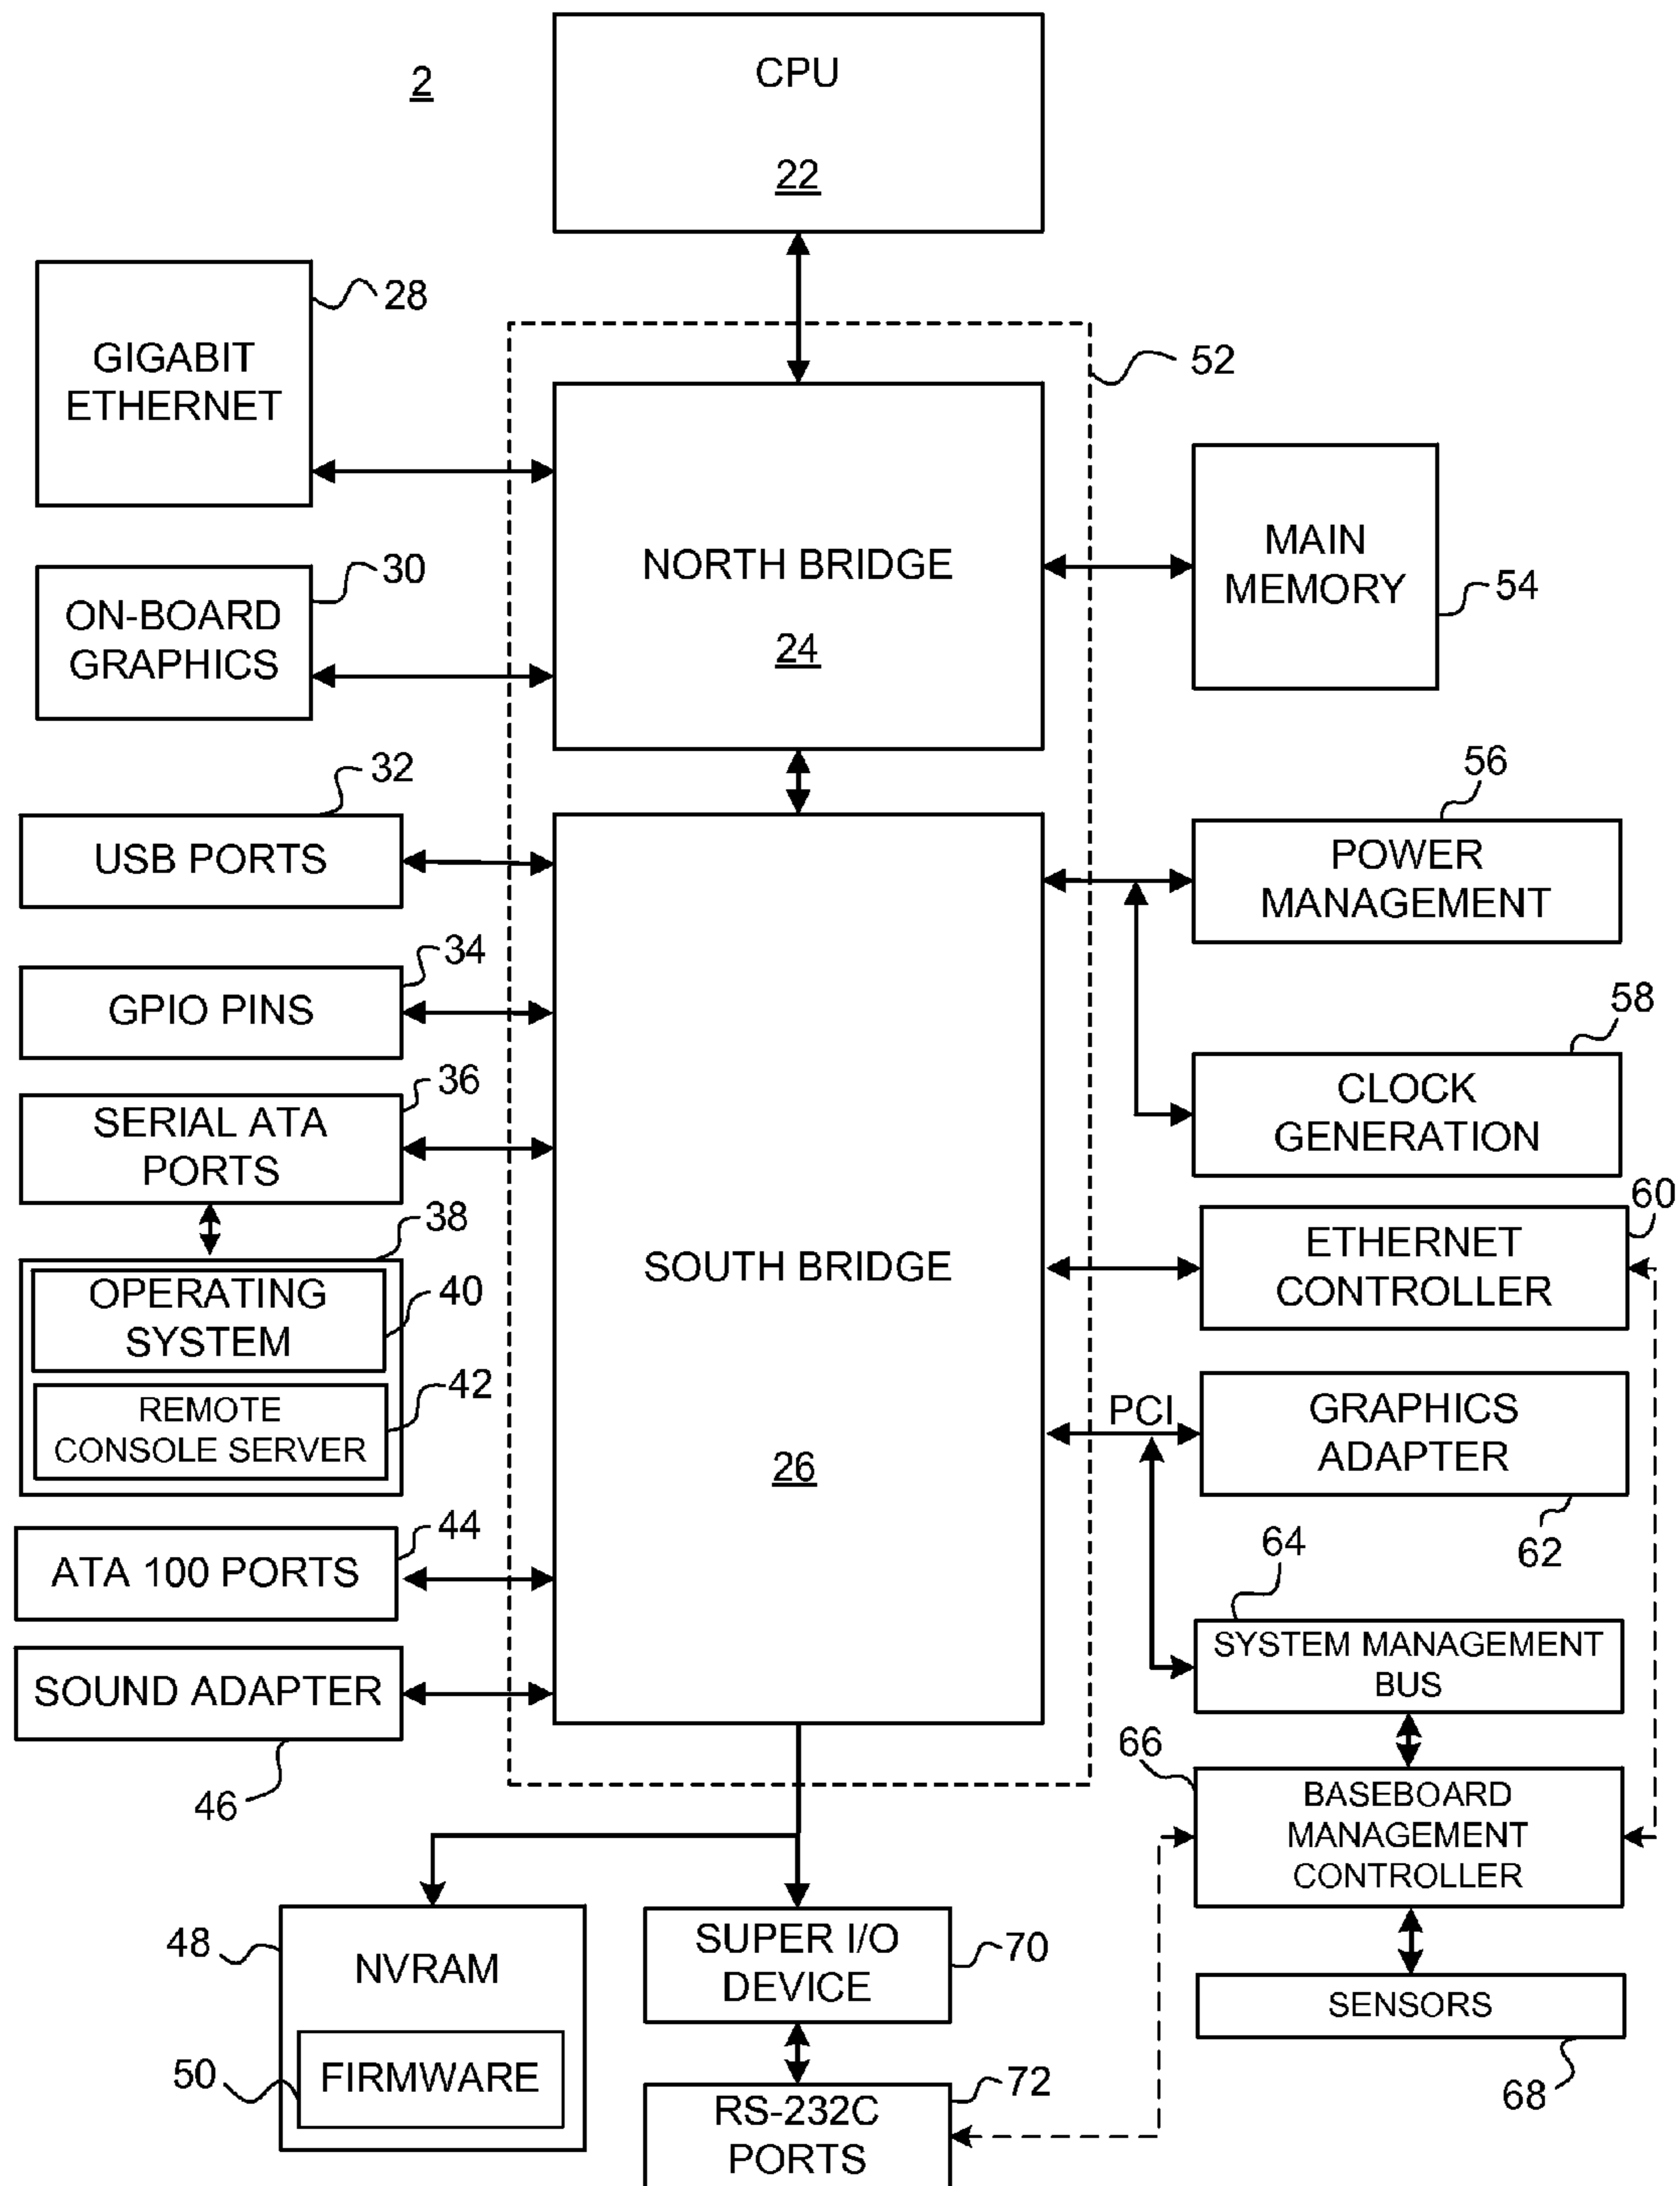 2
CPU
22
GIGABIT
ETHERNET
28
52
NORTH BRIDGE
24
MAIN
MEMORY
54
ON-BOARD
GRAPHICS
30
USB PORTS
32
GPIO PINS
34
SERIAL ATA
PORTS
36
38
OPERATING
SYSTEM
40
REMOTE
CONSOLE SERVER
42
ATA 100 PORTS
44
SOUND ADAPTER
46
SOUTH BRIDGE
26
56
POWER
MANAGEMENT
58
CLOCK
GENERATION
60
ETHERNET
CONTROLLER
PCI
GRAPHICS
ADAPTER
62
64
SYSTEM MANAGEMENT
BUS
66
BASEBOARD
MANAGEMENT
CONTROLLER
SENSORS
68
48
NVRAM
50
FIRMWARE
SUPER I/O
DEVICE
70
RS-232C
PORTS
72